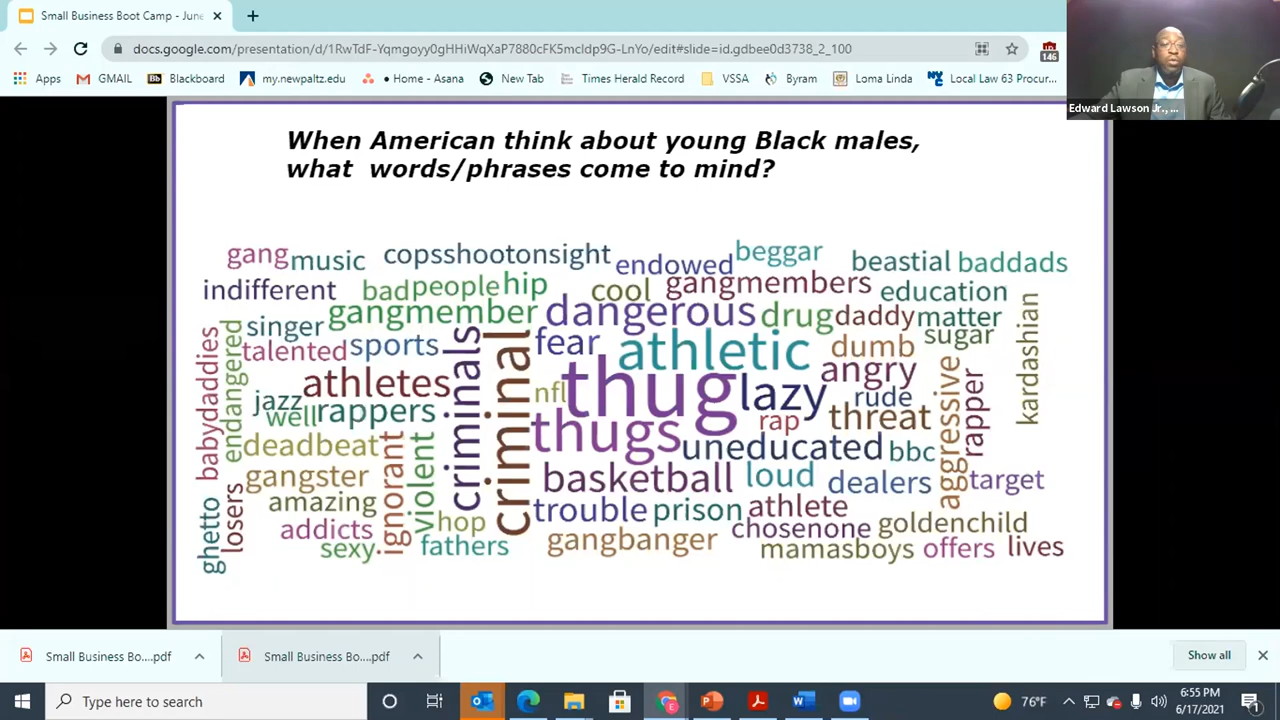 Small Business Boot Camp - June
docs.google.com/presentation/d/1RwTdF-Yqmgoyy0gHHiWqXaP7880cFK5mcIdp9G-LnYo/edit#slide=id.gdbee0d3738_2_100
146
Apps GMAIL Blackboard my.newpaltz.edu Home - Asana New Tab Times Herald Record VSSA Byram Loma Linda Local Law 63 Procur...
Edward Lawson Jr., ...
When American think about young Black males,
what words/phrases come to mind?
gang music copsshootonsight endowed beggar beastial baddads
indifferent badpeople hip cool gangmembers education
gangmember dangerous drug daddy matter
singer fear athletic dumb sugar
talented sports criminals criminal angry kardashian
babydaddies endangered athletes nfl thug lazy rude aggressive rapper
jazz well rappers thugs rap threat
deadbeat ignorant violent uneducated bbc
gangster basketball loud dealers target
amazing trouble prison athlete
ghetto losers addicts hop chosenone goldenchild
sexy fathers gangbanger mamasboys offers lives
Small Business Bo....pdf Small Business Bo....pdf Show all
Type here to search
76°F
6:55 PM
6/17/2021
1